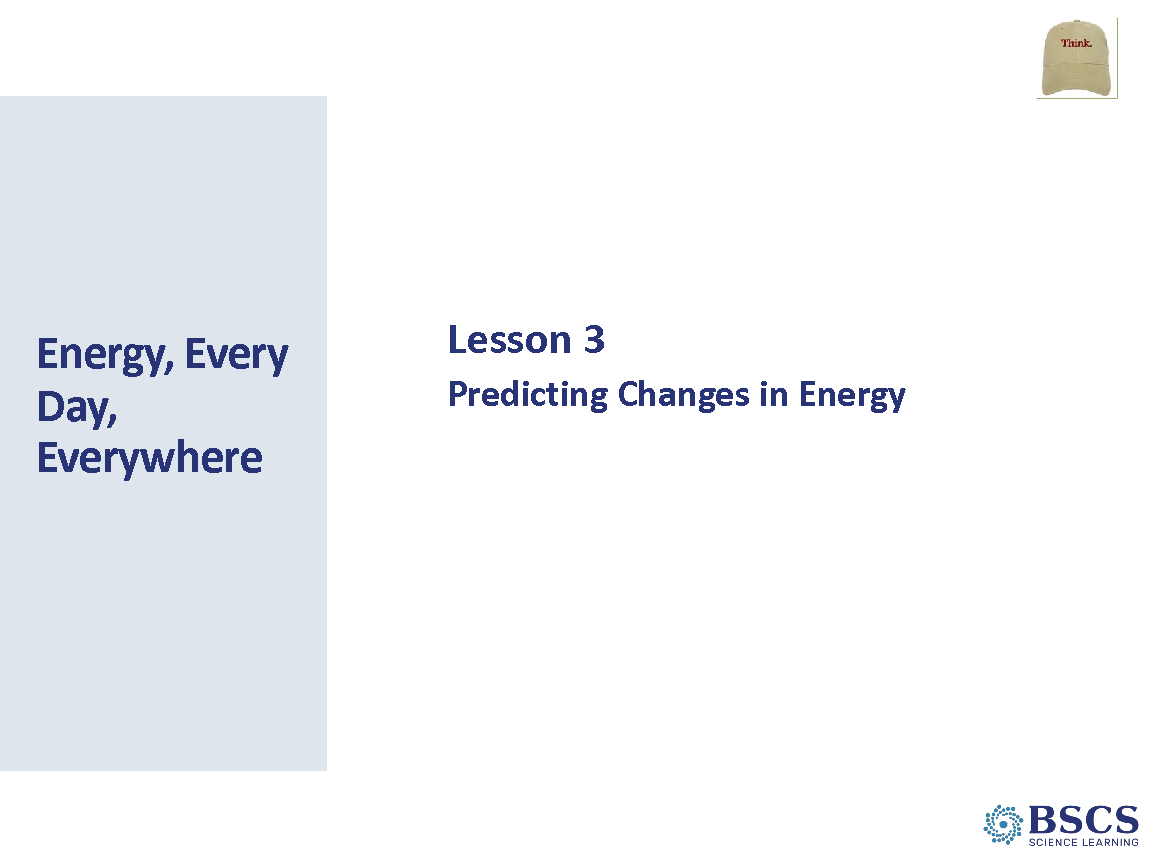 Think.
Energy, Every
Day,
Everywhere
Lesson 3
Predicting Changes in Energy
BSCS
SCIENCE LEARNING